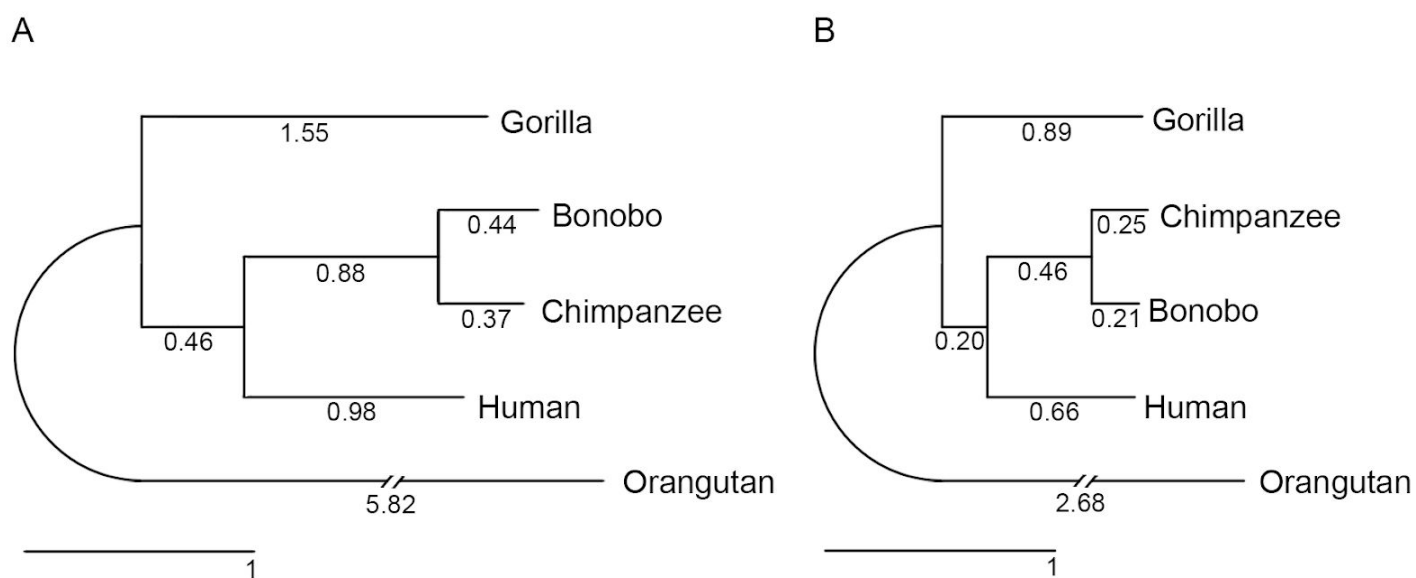 A
Gorilla
1.55
Bonobo
0.44
0.88
Chimpanzee
0.37
0.46
Human
0.98
Orangutan
5.82
1
B
Gorilla
0.89
Chimpanzee
0.25
0.46
Bonobo
0.21
0.20
Human
0.66
Orangutan
2.68
1